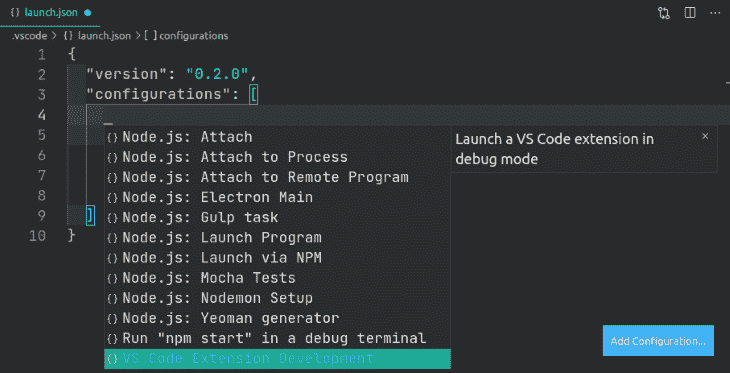 {} launch.json ●
.vscode > {} launch.json > [ ] configurations
1 {
2 "version": "0.2.0",
3 "configurations": [
4 _
5 {} Node.js: Attach
{} Node.js: Attach to Process
6 {} Node.js: Attach to Remote Program
7 {} Node.js: Electron Main
8 {} Node.js: Gulp task
9 ] {} Node.js: Launch Program
10 } {} Node.js: Launch via NPM
{} Node.js: Mocha Tests
{} Node.js: Nodemon Setup
{} Node.js: Yeoman generator
{} Run "npm start" in a debug terminal
{} VS Code Extension Development
Launch a VS Code extension in
debug mode
×
Add Configuration...